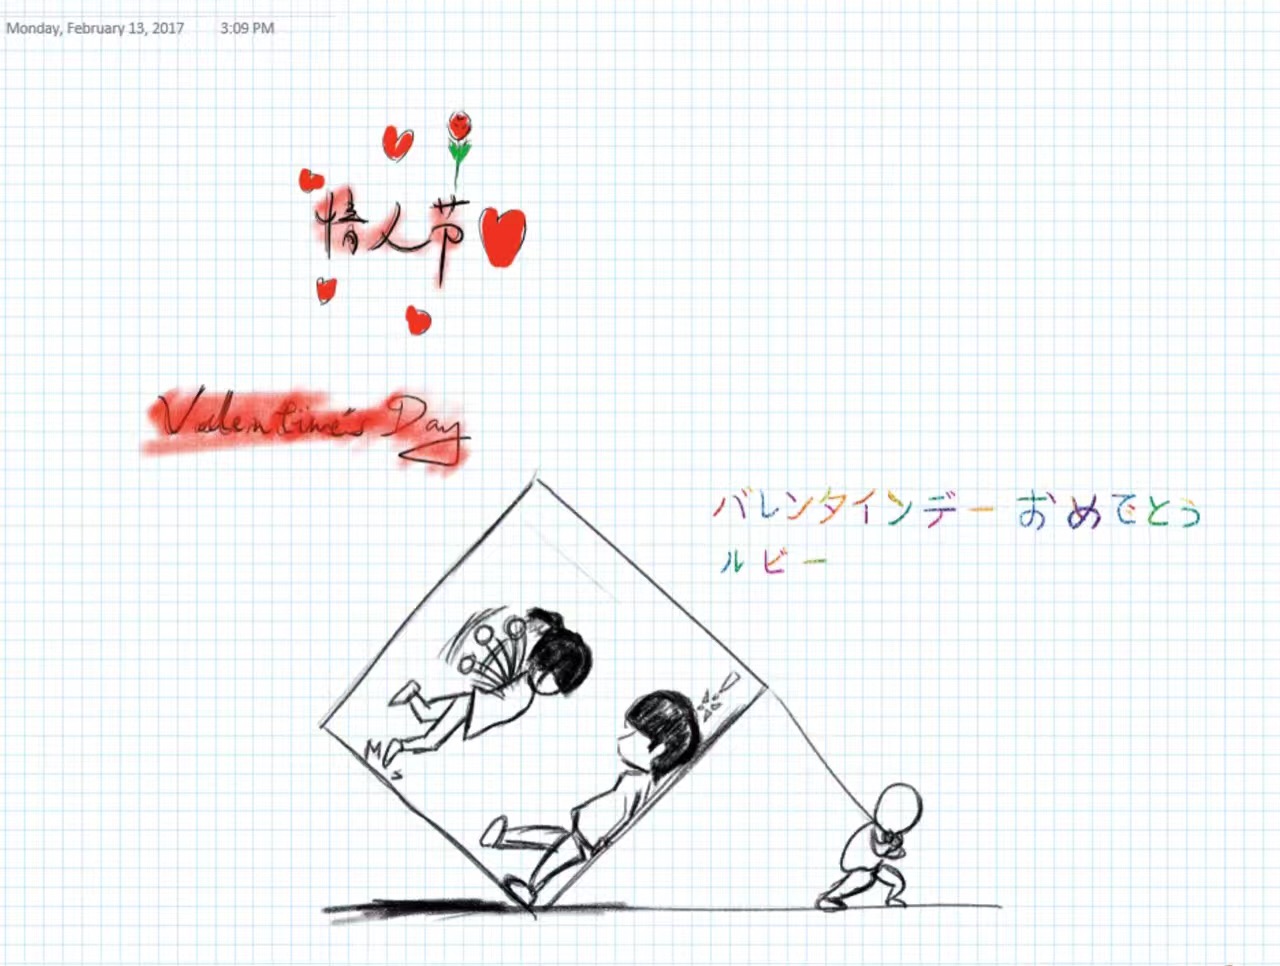 Monday, February 13, 2017 3:09 PM
情人节
Valentine's Day
バレンタインデー おめでとう
ルビー